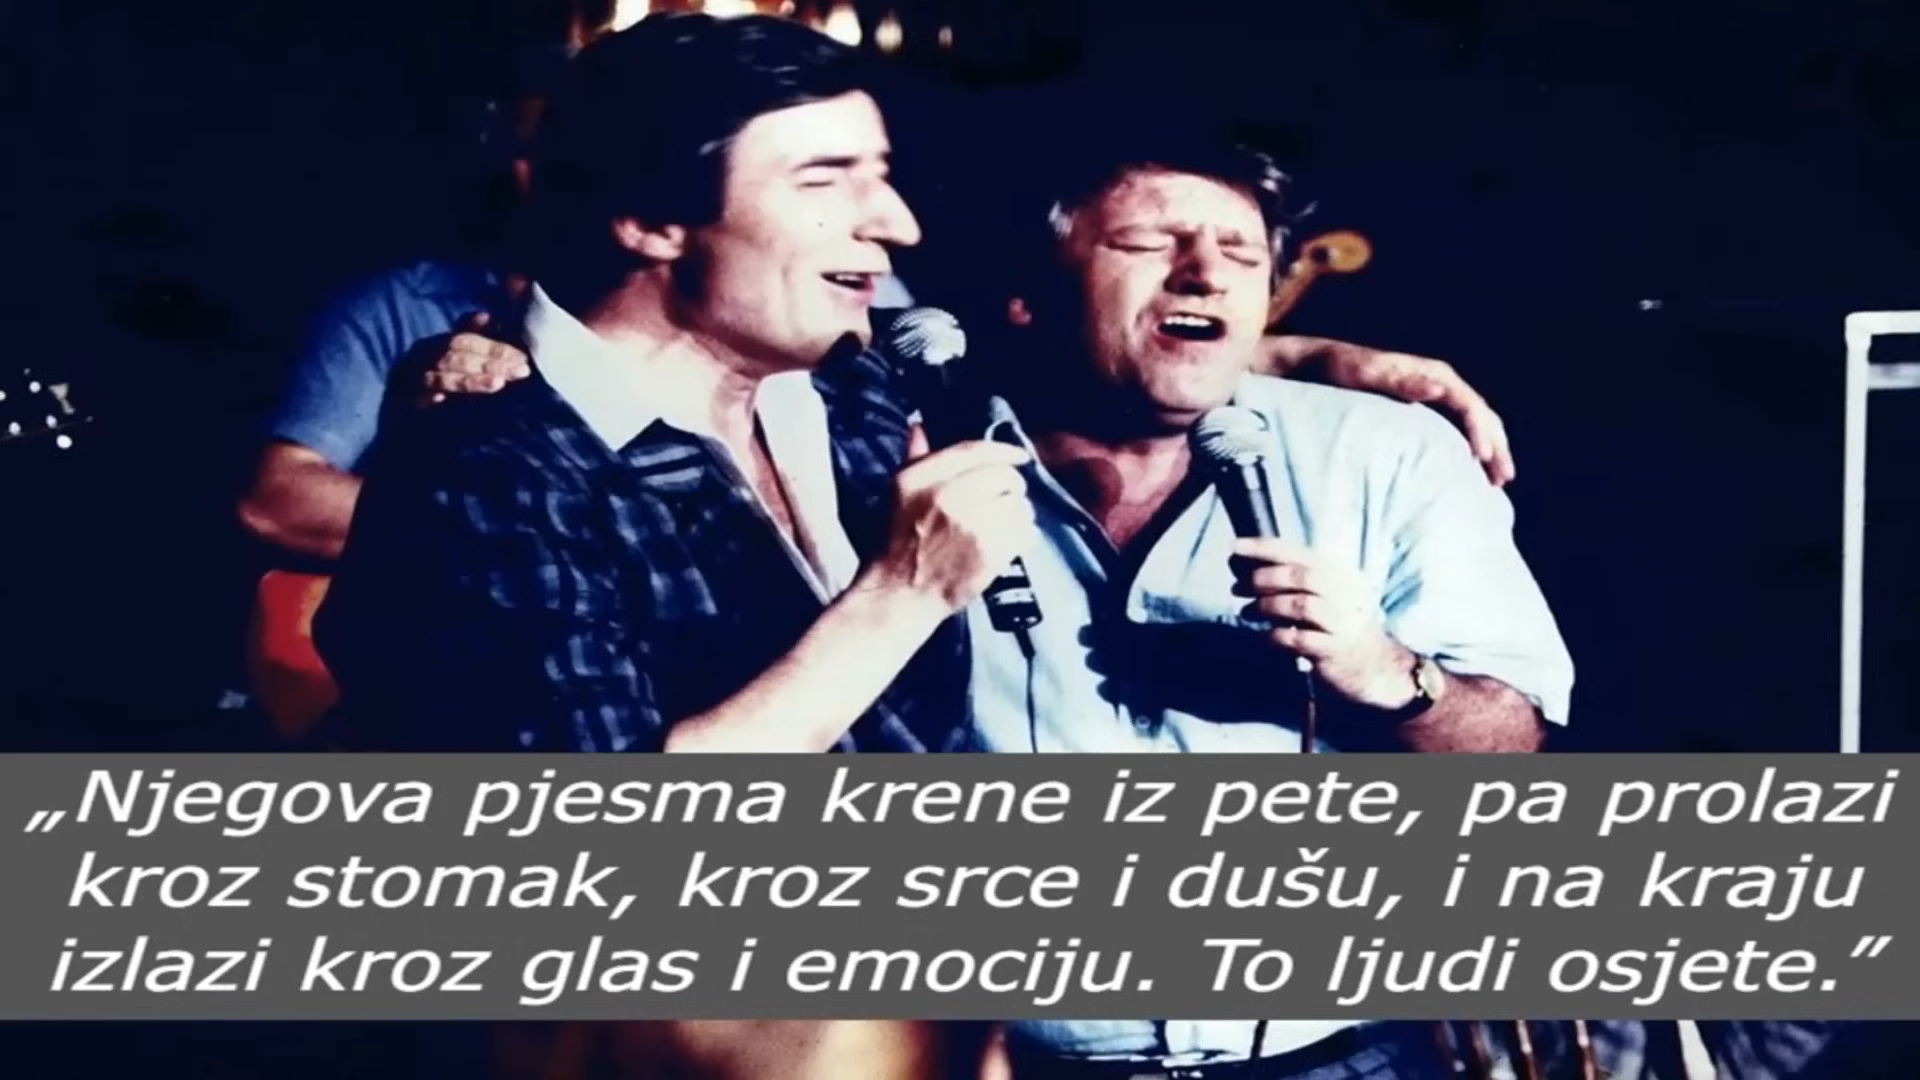 „Njegova pjesma krene iz pete, pa prolazi
kroz stomak, kroz srce i dušu, i na kraju
izlazi kroz glas i emociju. To ljudi osjete.”